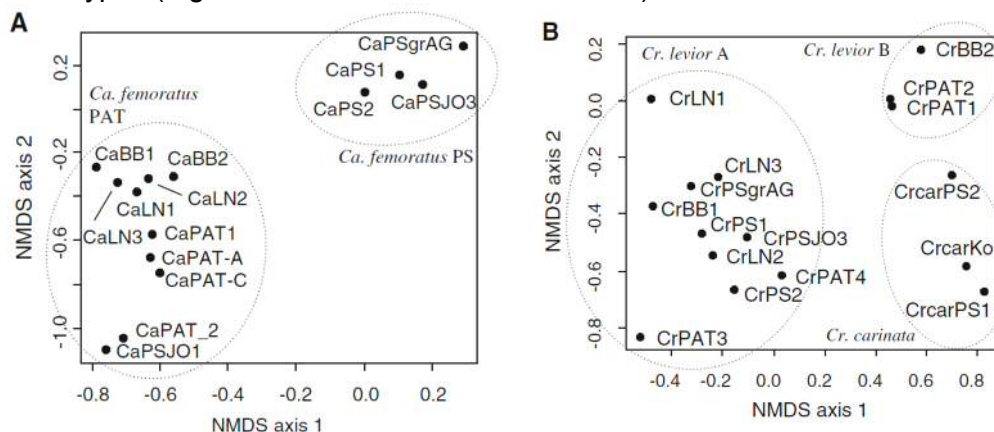 A
CaPSgrAG
CaPS1
CaPS2
CaPSJO3
Ca. femoratus PS
Ca. femoratus
PAT
CaBB1
CaBB2
CaLN2
CaLN1
CaLN3
CaPAT1
CaPAT-A
CaPAT-C
CaPAT_2
CaPSJO1
NMDS axis 2
0.2
-0.2
-0.6
-1.0
-0.8
-0.6
-0.4
-0.2
0.0
0.2
NMDS axis 1
B
Cr. levior A
Cr. levior B
CrBB2
CrPAT2
CrPAT1
CrLN1
CrLN3
CrPSgrAG
CrBB1
CrPS1
CrPSJO3
CrLN2
CrPAT4
CrPS2
CrPAT3
CrcarPS2
CrcarKo
CrcarPS1
Cr. carinata
NMDS axis 2
0.2
0.0
-0.2
-0.4
-0.6
-0.8
-0.4
-0.2
0.0
0.2
0.4
0.6
0.8
NMDS axis 1